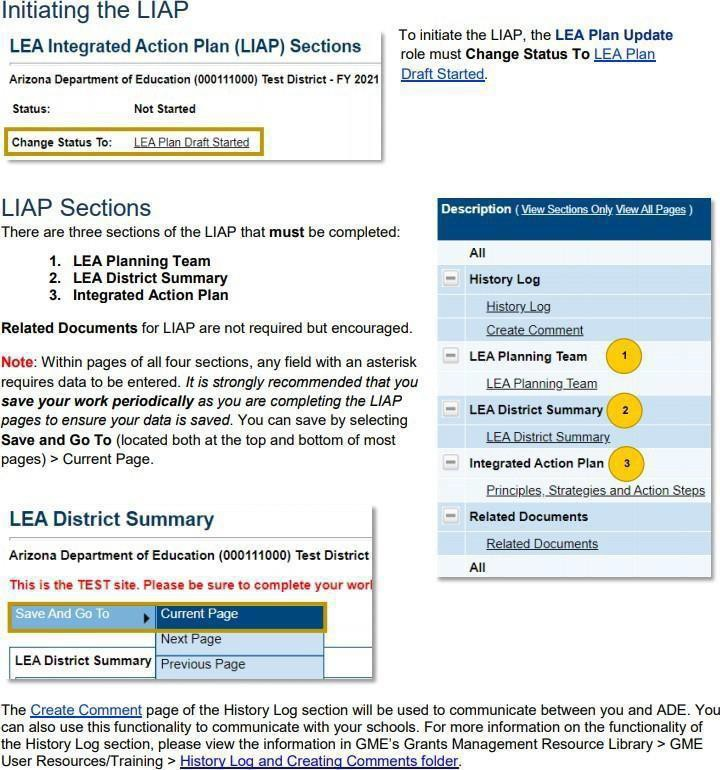 Initiating the LIAP
LEA Integrated Action Plan (LIAP) Sections
Arizona Department of Education (000111000) Test District - FY 2021
Status: Not Started
Change Status To: LEA Plan Draft Started
To initiate the LIAP, the LEA Plan Update
role must Change Status To LEA Plan
Draft Started.
LIAP Sections
There are three sections of the LIAP that must be completed:
1. LEA Planning Team
2. LEA District Summary
3. Integrated Action Plan
Related Documents for LIAP are not required but encouraged.
Note: Within pages of all four sections, any field with an asterisk
requires data to be entered. It is strongly recommended that you
save your work periodically as you are completing the LIAP
pages to ensure your data is saved. You can save by selecting
Save and Go To (located both at the top and bottom of most
pages) > Current Page.
Description ( View Sections Only View All Pages )
All
History Log
History Log
Create Comment
LEA Planning Team 1
LEA Planning Team
LEA District Summary 2
LEA District Summary
Integrated Action Plan 3
Principles, Strategies and Action Steps
Related Documents
Related Documents
All
LEA District Summary
Arizona Department of Education (000111000) Test District
This is the TEST site. Please be sure to complete your worl
Save And Go To Current Page
Next Page
LEA District Summary Previous Page
The Create Comment page of the History Log section will be used to communicate between you and ADE. You
can also use this functionality to communicate with your schools. For more information on the functionality of
the History Log section, please view the information in GME's Grants Management Resource Library > GME
User Resources/Training > History Log and Creating Comments folder.